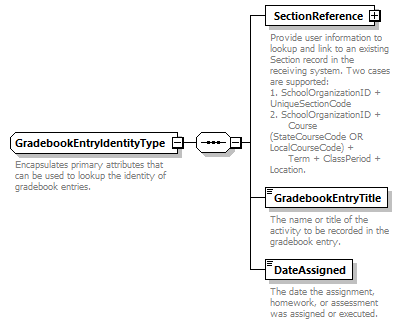 SectionReference
Provide user information to
lookup and link to an existing
Section record in the
receiving system. Two cases
are supported:
1. SchoolOrganizationID +
UniqueSectionCode
2. SchoolOrganizationID +
Course
(StateCourseCode OR
LocalCourseCode) +
Term + ClassPeriod +
Location.
GradebookEntryIdentityType
Encapsulates primary attributes that
can be used to lookup the identity of
gradebook entries.
GradebookEntryTitle
The name or title of the
activity to be recorded in the
gradebook entry.
DateAssigned
The date the assignment,
homework, or assessment
was assigned or executed.